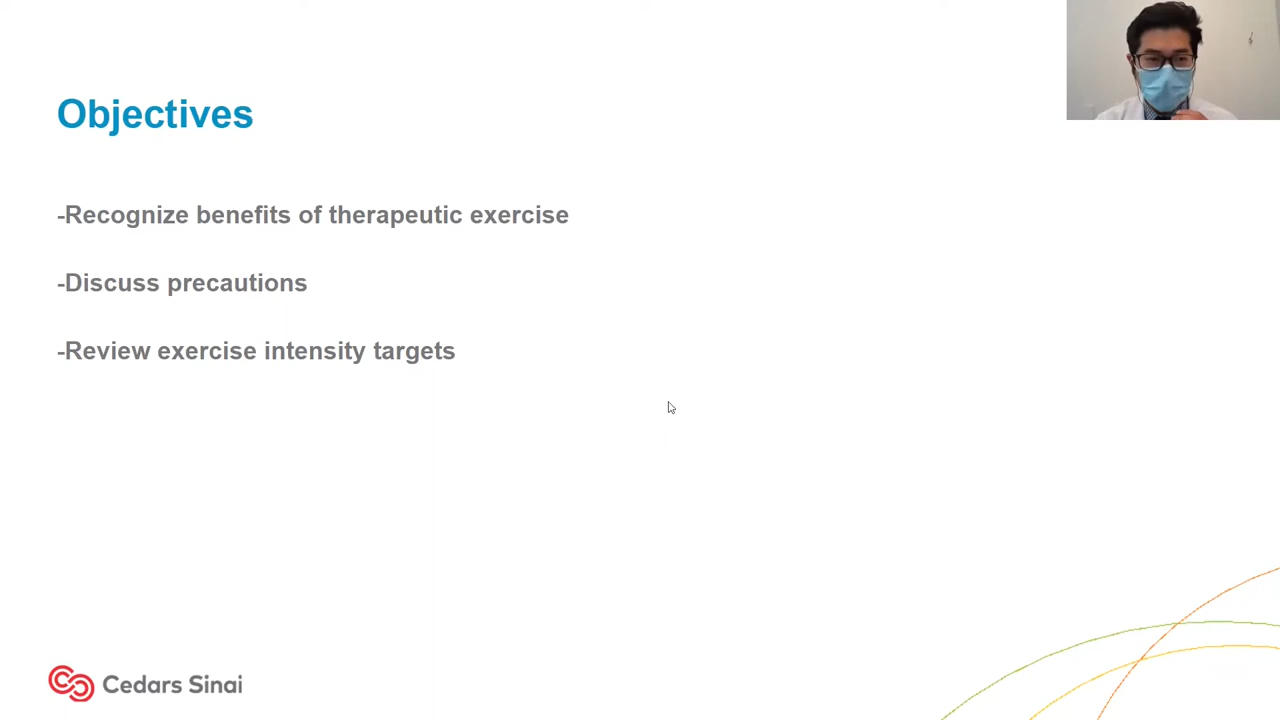 Objectives
-Recognize benefits of therapeutic exercise
-Discuss precautions
-Review exercise intensity targets
Cedars Sinai